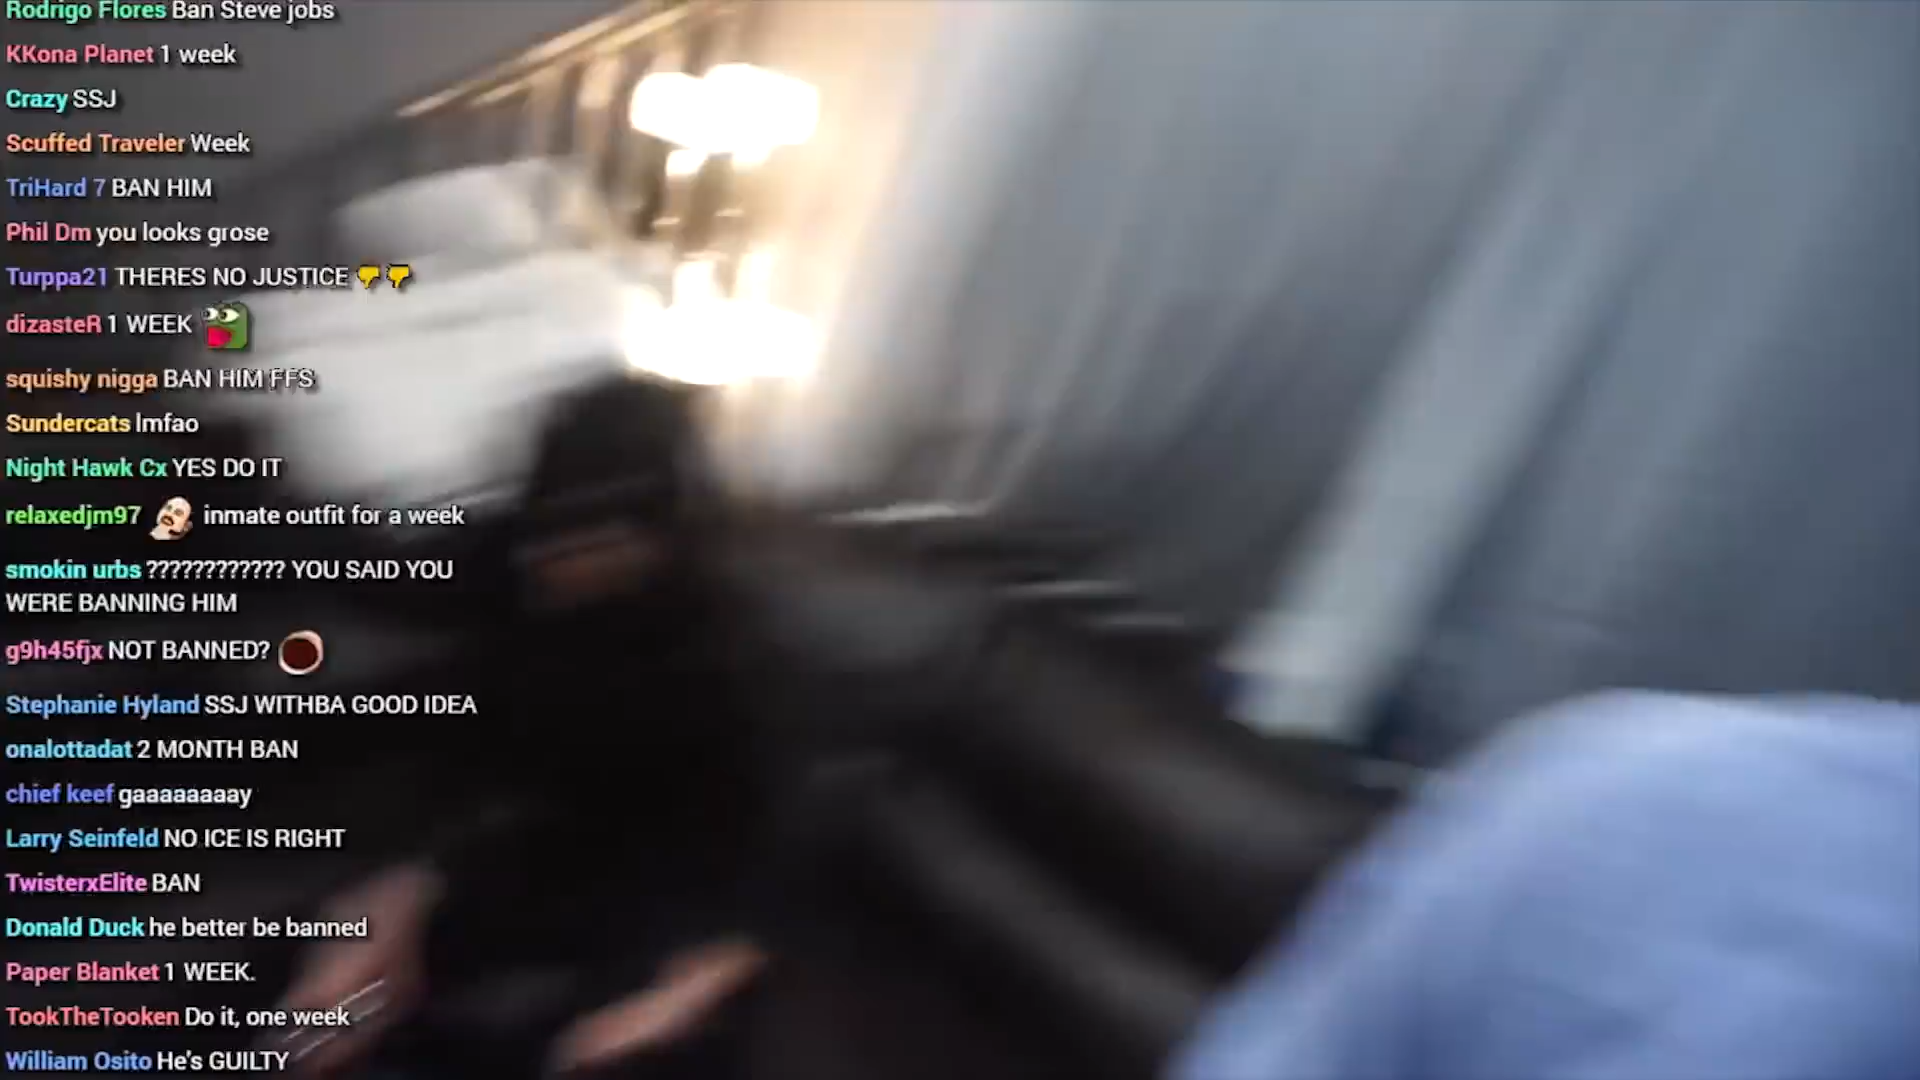 Rodrigo Flores Ban Steve jobs
KKona Planet 1 week
Crazy SSJ
Scuffed Traveler Week
TriHard 7 BAN HIM
Phil Dm you looks grose
Turppa21 THERES NO JUSTICE 👎👎
dizasteR 1 WEEK
squishy nigga BAN HIM FFS
Sundercats lmfao
Night Hawk Cx YES DO IT
relaxedjm97 inmate outfit for a week
smokin urbs ???????????? YOU SAID YOU
WERE BANNING HIM
g9h45fjx NOT BANNED?
Stephanie Hyland SSJ WITHBA GOOD IDEA
onalottadat 2 MONTH BAN
chief keef gaaaaaaaay
Larry Seinfeld NO ICE IS RIGHT
TwisterxElite BAN
Donald Duck he better be banned
Paper Blanket 1 WEEK.
TookTheTooken Do it, one week
William Osito He's GUILTY